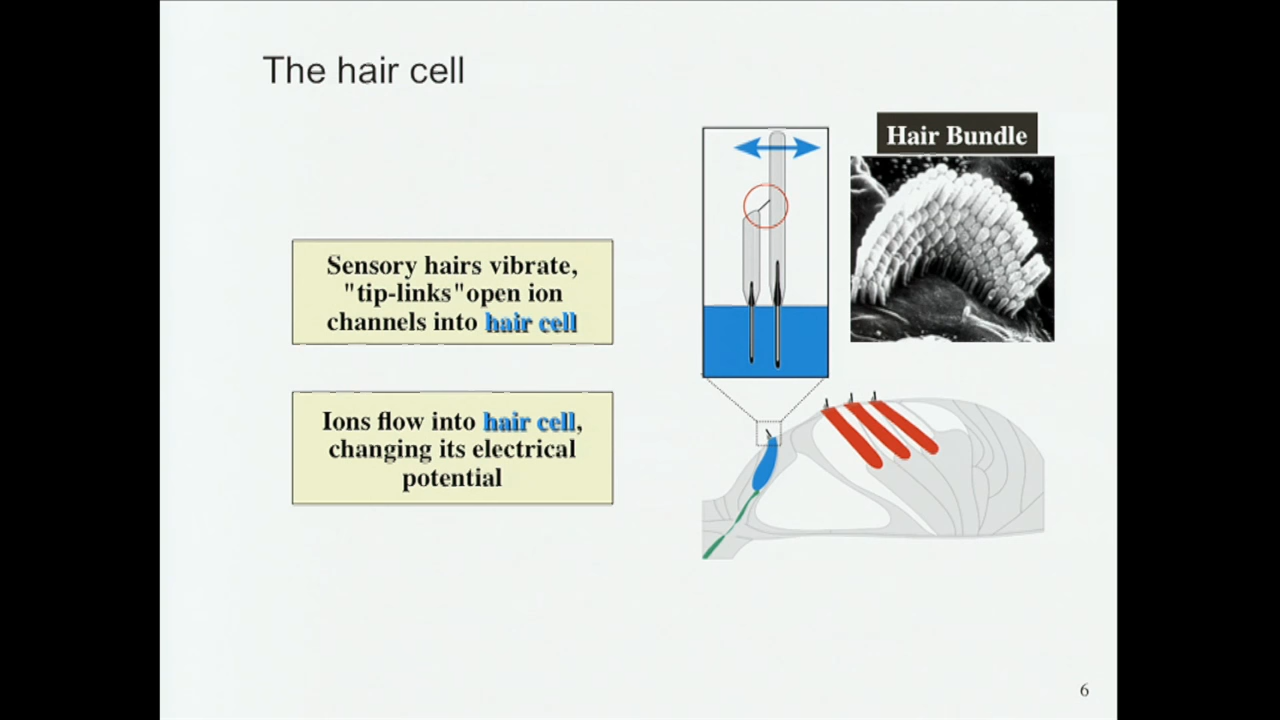 The hair cell
Hair Bundle
Sensory hairs vibrate,
"tip-links"open ion
channels into hair cell
Ions flow into hair cell,
changing its electrical
potential
6